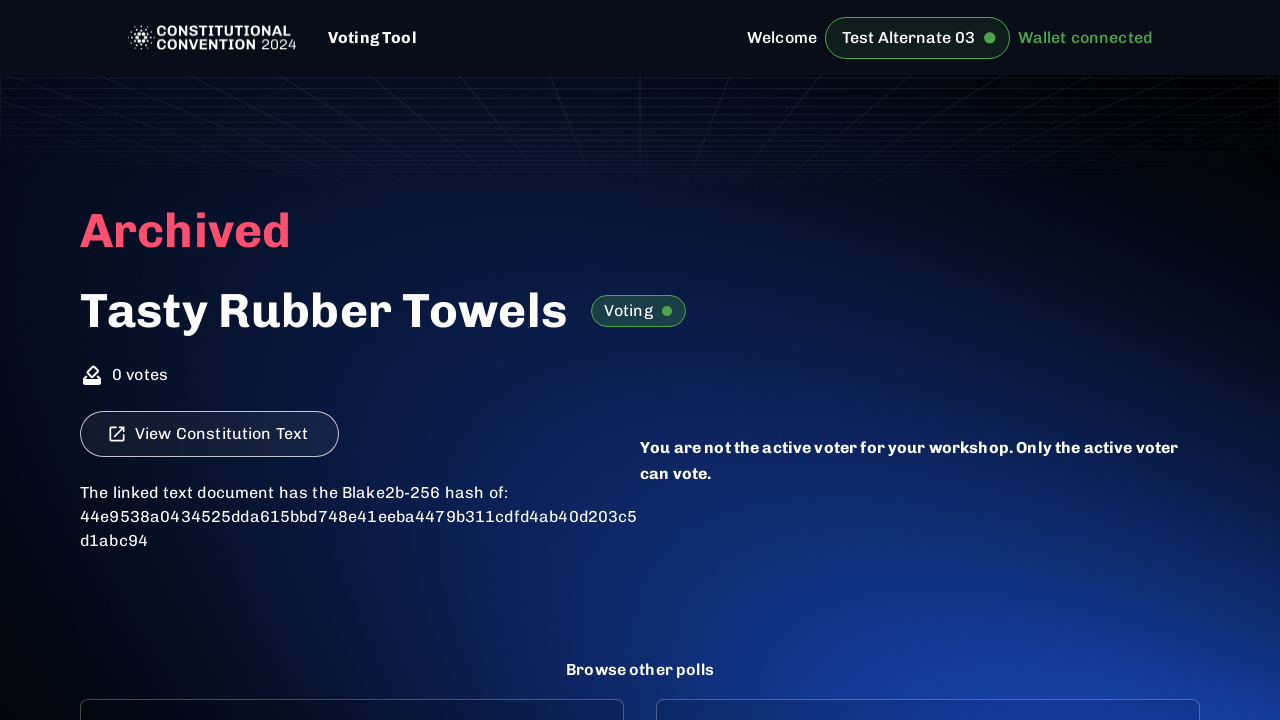 CONSTITUTIONAL
CONVENTION 2024
Voting Tool
Welcome
Test Alternate 03
Wallet connected
Archived
Tasty Rubber Towels
Voting
0 votes
View Constitution Text
You are not the active voter for your workshop. Only the active voter
can vote.
The linked text document has the Blake2b-256 hash of:
44e9538a0434525dda615bbd748e41eeba4479b311cdfd4ab40d203c5
d1abc94
Browse other polls